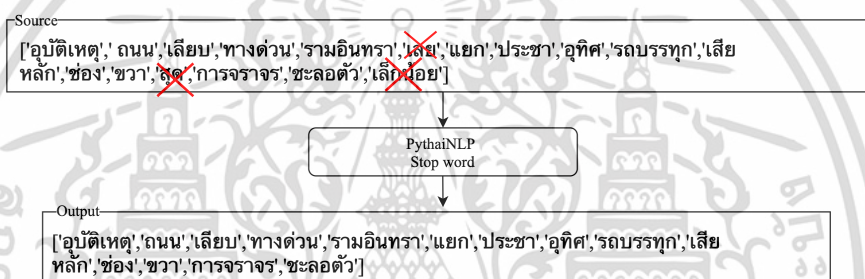 Source
['อุบัติเหตุ',' ถนน','เลียบ','ทางด่วน','รามอินทรา','เลย','แยก','ประชา','อุทิศ','รถบรรทุก','เสีย
หลัก','ช่อง','ขวา','สุด','การจราจร','ชะลอตัว','เล็กน้อย']
PythaiNLP
Stop word
Output
['อุบัติเหตุ','ถนน','เลียบ','ทางด่วน','รามอินทรา','แยก','ประชา','อุทิศ','รถบรรทุก','เสีย
หลัก','ช่อง','ขวา','การจราจร','ชะลอตัว']